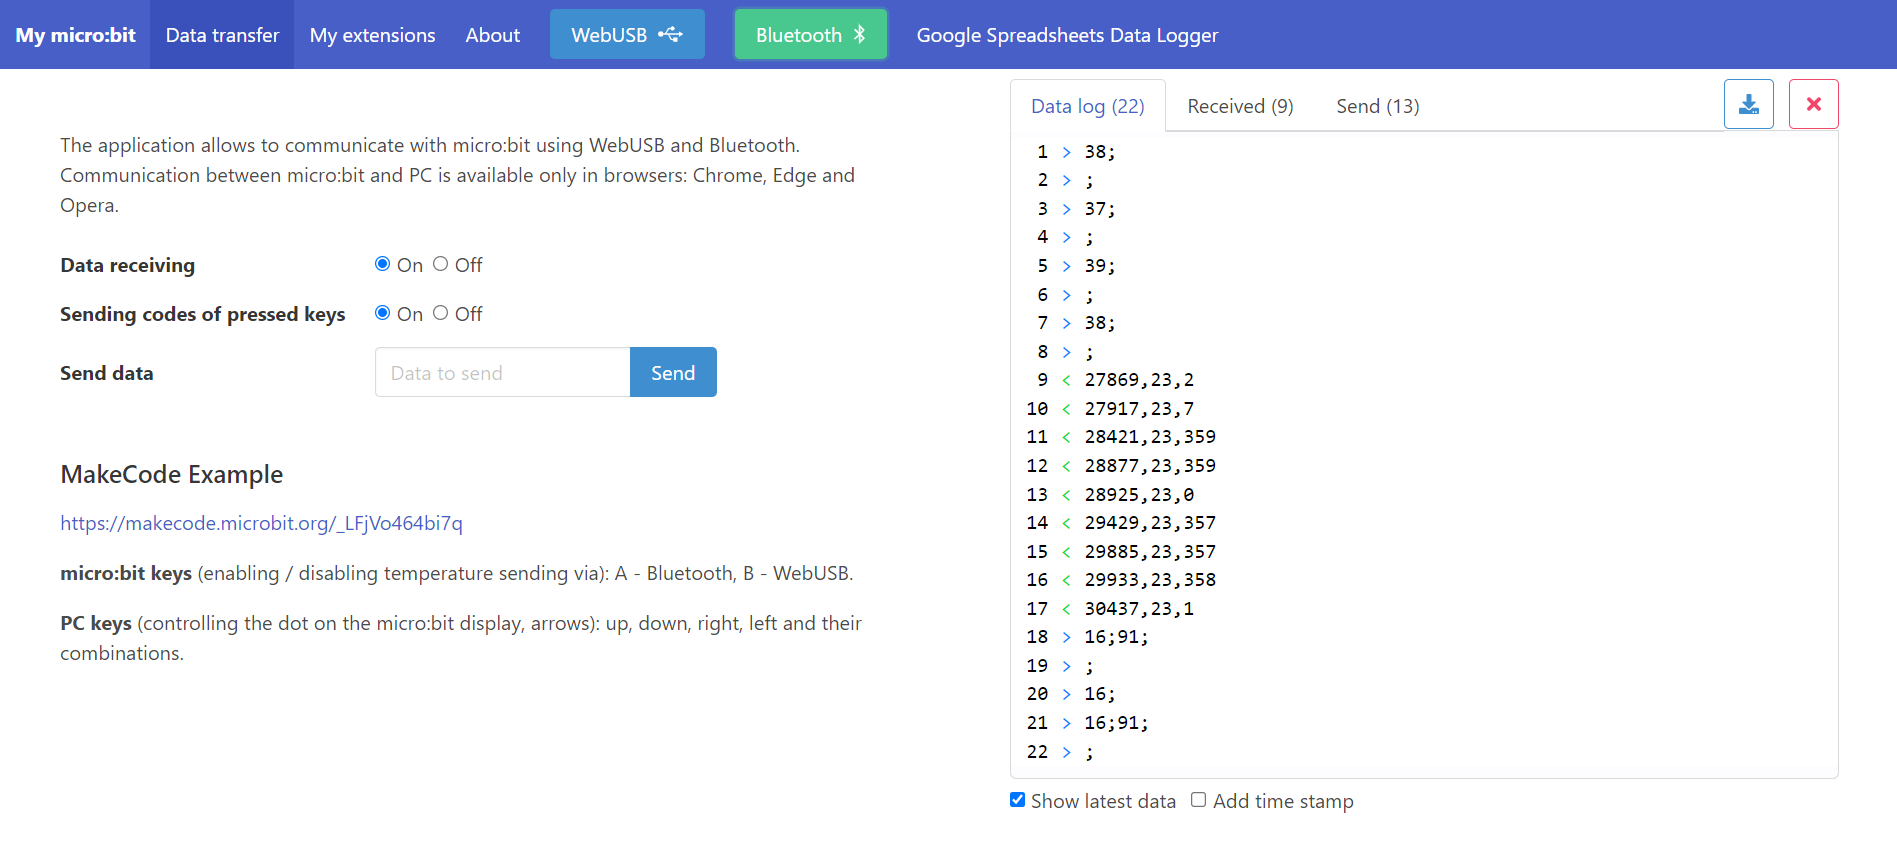 My micro:bit Data transfer My extensions About WebUSB Bluetooth Google Spreadsheets Data Logger
The application allows to communicate with micro:bit using WebUSB and Bluetooth.
Communication between micro:bit and PC is available only in browsers: Chrome, Edge and
Opera.
Data receiving On Off
Sending codes of pressed keys On Off
Send data Data to send Send
MakeCode Example
https://makecode.microbit.org/_LFjVo464bi7q
micro:bit keys (enabling / disabling temperature sending via): A - Bluetooth, B - WebUSB.
PC keys (controlling the dot on the micro:bit display, arrows): up, down, right, left and their
combinations.
Data log (22) Received (9) Send (13)
1 > 38;
2 > ;
3 > 37;
4 > ;
5 > 39;
6 > ;
7 > 38;
8 > ;
9 < 27869,23,2
10 < 27917,23,7
11 < 28421,23,359
12 < 28877,23,359
13 < 28925,23,0
14 < 29429,23,357
15 < 29885,23,357
16 < 29933,23,358
17 < 30437,23,1
18 > 16;91;
19 > ;
20 > 16;
21 > 16;91;
22 > ;
Show latest data Add time stamp